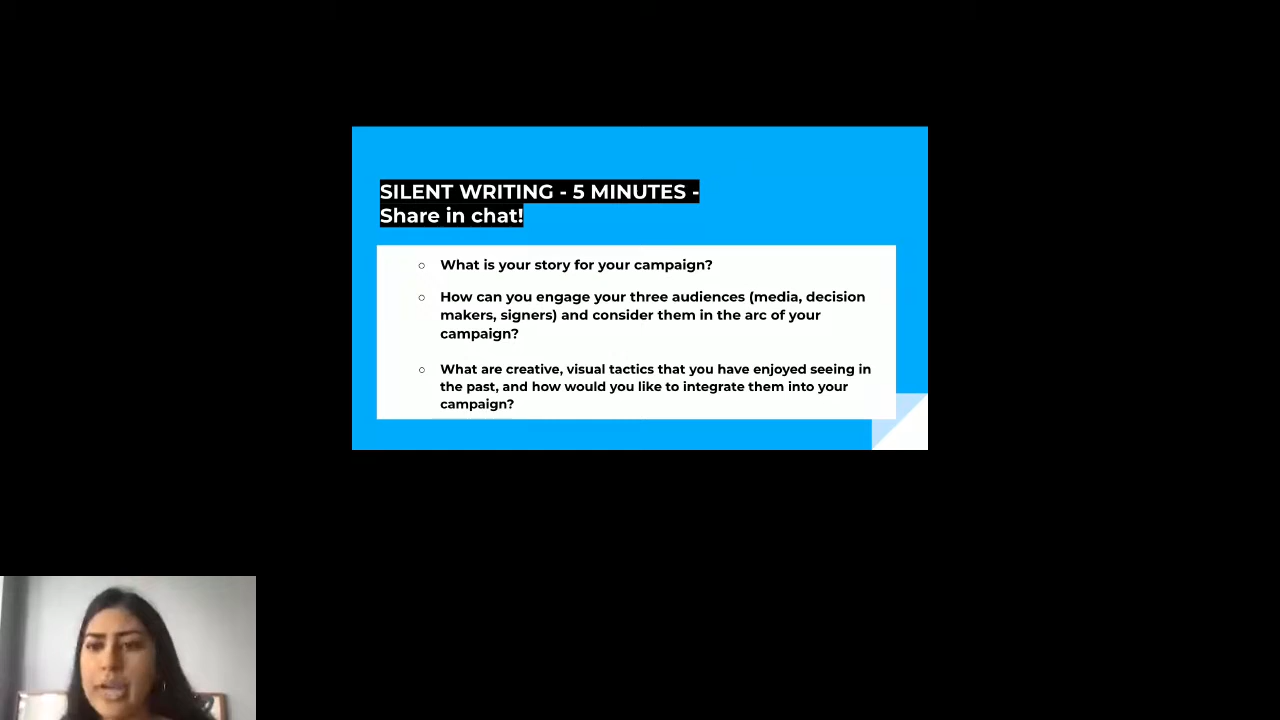 SILENT WRITING - 5 MINUTES -
Share in chat!
What is your story for your campaign?
How can you engage your three audiences (media, decision
makers, signers) and consider them in the arc of your
campaign?
What are creative, visual tactics that you have enjoyed seeing in
the past, and how would you like to integrate them into your
campaign?